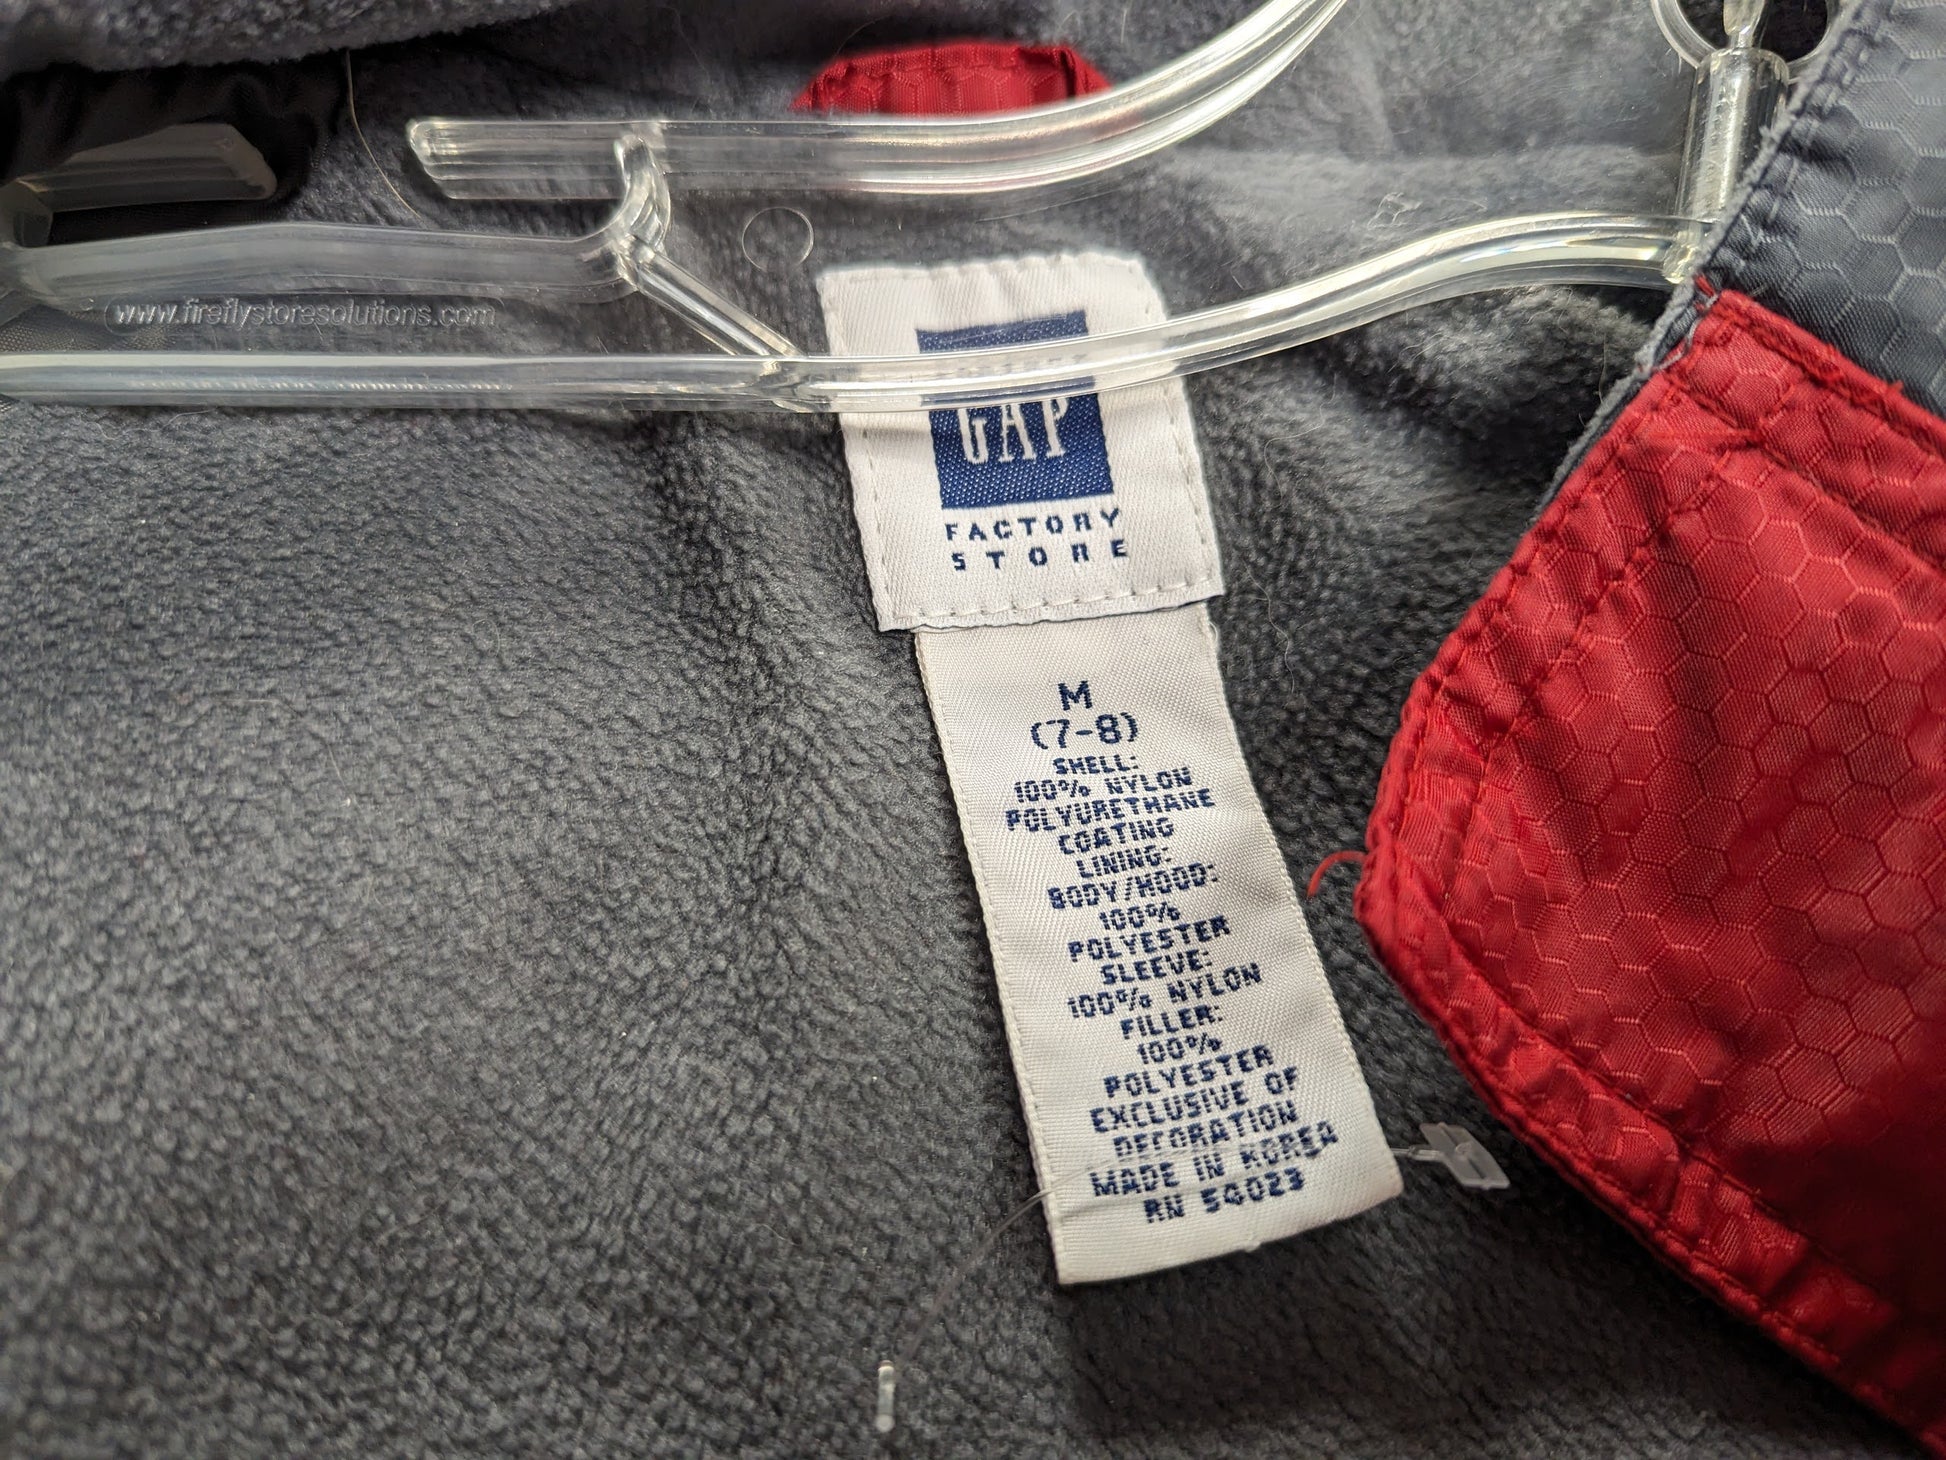 www.fireflystoresolutions.com
GAP
FACTORY
STORE
M
(7-8)
SHELL:
100% NYLON
POLYURETHANE
COATING
LINING:
BODY/HOOD:
100%
POLYESTER
SLEEVE:
100% NYLON
FILLER:
100%
POLYESTER
EXCLUSIVE OF
DECORATION
MADE IN KOREA
RN 54023